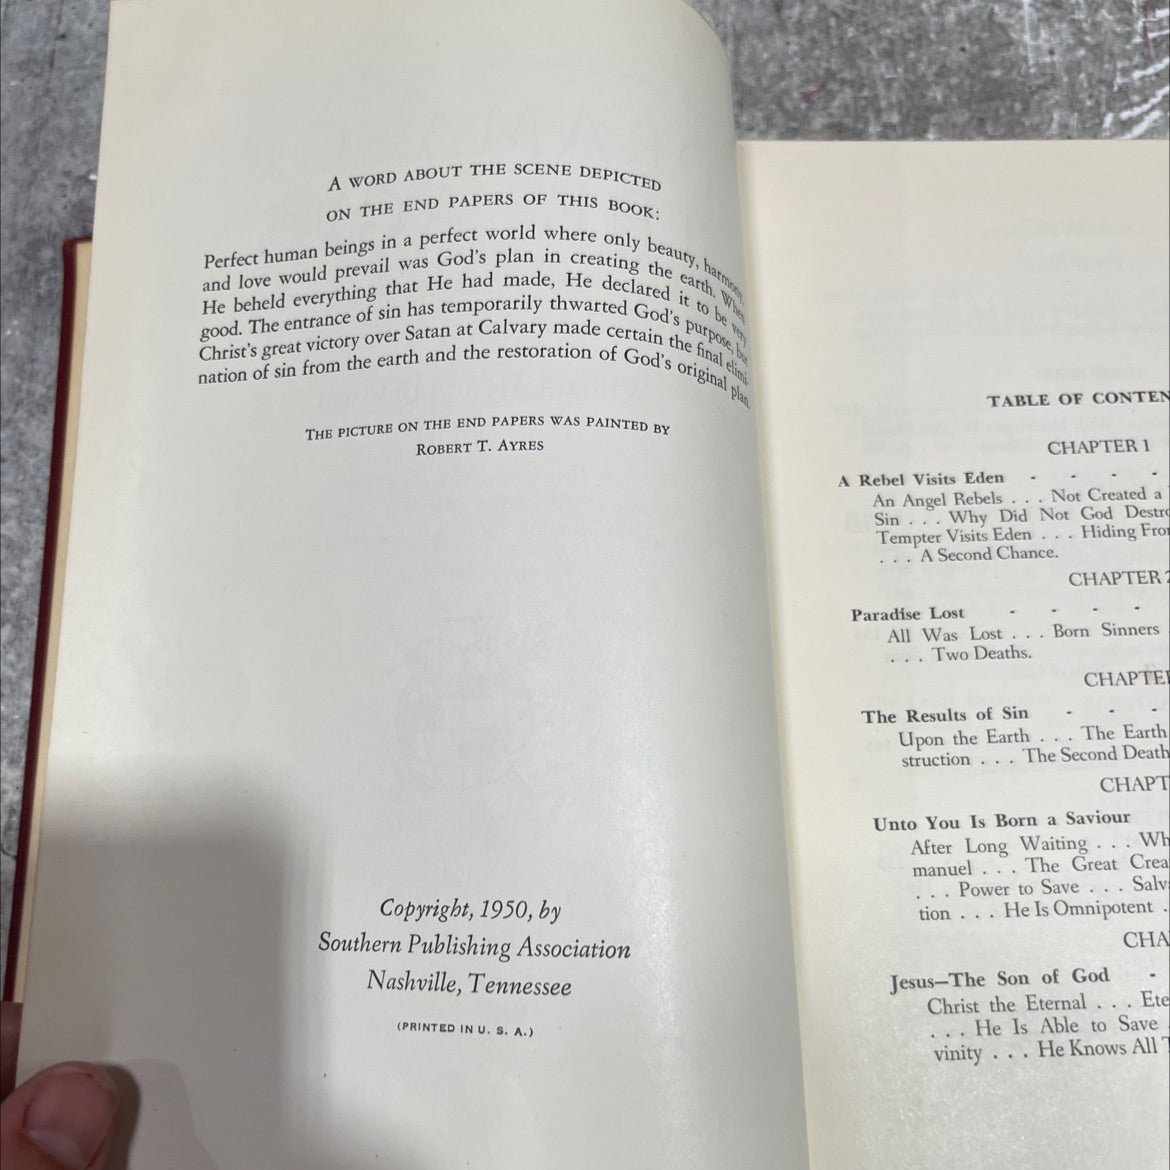 A WORD ABOUT THE SCENE DEPICTED
ON THE END PAPERS OF THIS BOOK:
Perfect human beings in a perfect world where only beauty, harmony,
and love would prevail was God's plan in creating the earth. When
He beheld everything that He had made, He declared it to be very
good. The entrance of sin has temporarily thwarted God's purpose, but
Christ's great victory over Satan at Calvary made certain the final elimi-
nation of sin from the earth and the restoration of God's original plan.
THE PICTURE ON THE END PAPERS WAS PAINTED BY
ROBERT T. AYRES
Copyright, 1950, by
Southern Publishing Association
Nashville, Tennessee
(PRINTED IN U. S. A.)
TABLE OF CONTEN
CHAPTER 1
A Rebel Visits Eden - - - -
An Angel Rebels . . . Not Created a
Sin . . . Why Did Not God Destro
Tempter Visits Eden . . . Hiding Fro
. . . A Second Chance.
CHAPTER 2
Paradise Lost - - - -
All Was Lost . . . Born Sinners
. . . Two Deaths.
CHAPTE
The Results of Sin - - -
Upon the Earth . . . The Earth
struction . . . The Second Death
CHAPT
Unto You Is Born a Saviour
After Long Waiting . . . Wh
manuel . . . The Great Crea
. . . Power to Save . . . Salv
tion . . . He Is Omnipotent .
CHA
Jesus—The Son of God -
Christ the Eternal . . . Ete
. . . He Is Able to Save
vinity . . . He Knows All T